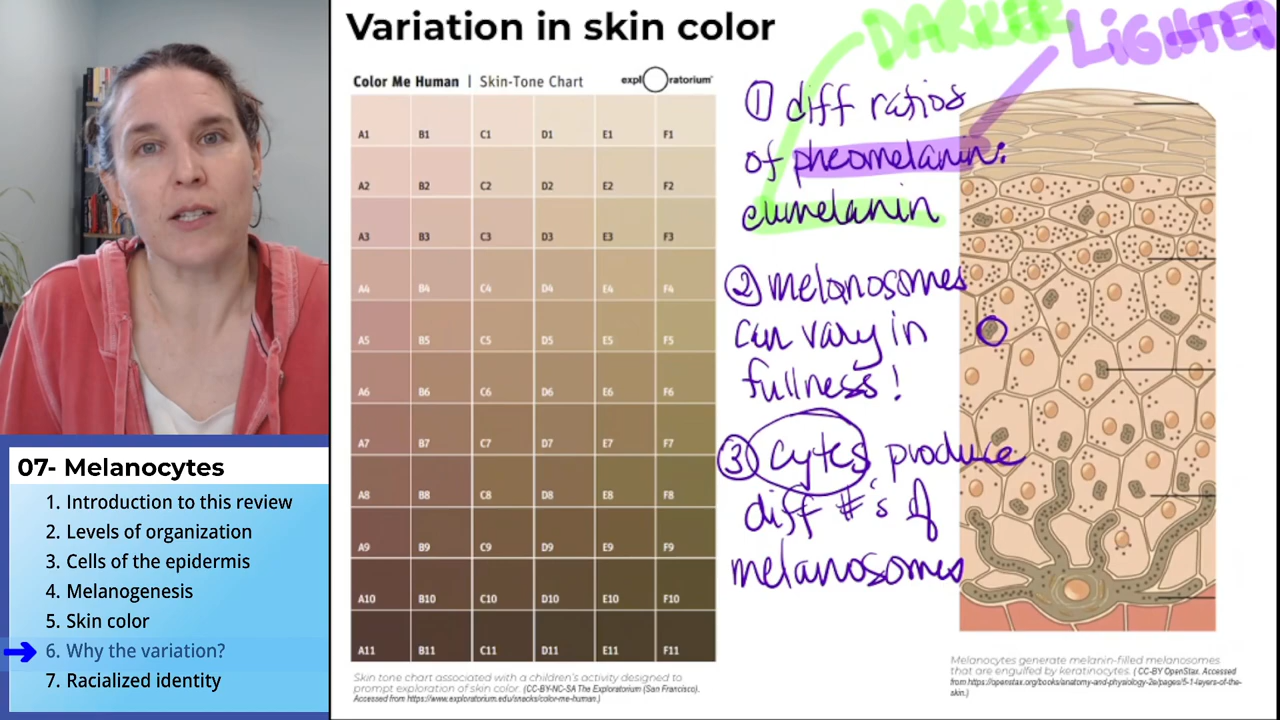 Variation in skin color
DARKER
LiGHTER
Color Me Human | Skin-Tone Chart
expl ratorium
A1 B1 C1 D1 E1 F1
A2 B2 C2 D2 E2 F2
A3 B3 C3 D3 E3 F3
A4 B4 C4 D4 E4 F4
A5 B5 C5 D5 E5 F5
A6 B6 C6 D6 E6 F6
A7 B7 C7 D7 E7 F7
A8 B8 C8 D8 E8 F8
A9 B9 C9 D9 E9 F9
A10 B10 C10 D10 E10 F10
A11 B11 C11 D11 E11 F11
Skin tone chart associated with a children's activity designed to
prompt exploration of skin color. (CC-BY-NC-SA The Exploratorium (San Francisco).
Accessed from https://www.exploratorium.edu/snacks/color-me-human.)
① diff ratios
of pheomelanin:
eumelanin
② melanosomes
can vary in
fullness!
③ cytes produce
diff #'s of
melanosomes
Melanocytes generate melanin-filled melanosomes
that are engulfed by keratinocytes. ( CC-BY OpenStax. Accessed
from https://openstax.org/books/anatomy-and-physiology-2e/pages/5-1-layers-of-the-
skin.)
07- Melanocytes
1. Introduction to this review
2. Levels of organization
3. Cells of the epidermis
4. Melanogenesis
5. Skin color
6. Why the variation?
7. Racialized identity